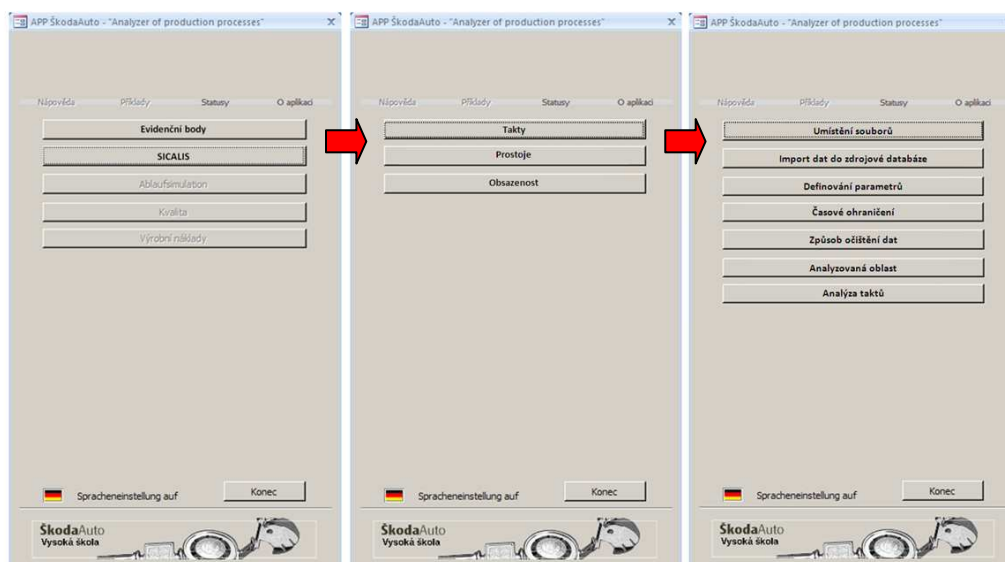 APP ŠkodaAuto - "Analyzer of production processes"
Nápověda Příklady Statusy O aplikaci
Evidenční body
SICALIS
Ablaufsimulation
Kvalita
Výrobní náklady
Spracheneinstellung auf Konec
ŠkodaAuto
Vysoká škola
APP ŠkodaAuto - "Analyzer of production processes"
Nápověda Příklady Statusy O aplikaci
Takty
Prostoje
Obsazenost
Spracheneinstellung auf Konec
ŠkodaAuto
Vysoká škola
APP ŠkodaAuto - "Analyzer of production processes"
Nápověda Příklady Statusy O aplikaci
Umístění souborů
Import dat do zdrojové databáze
Definování parametrů
Časové ohraničení
Způsob očištění dat
Analyzovaná oblast
Analýza taktů
Spracheneinstellung auf Konec
ŠkodaAuto
Vysoká škola